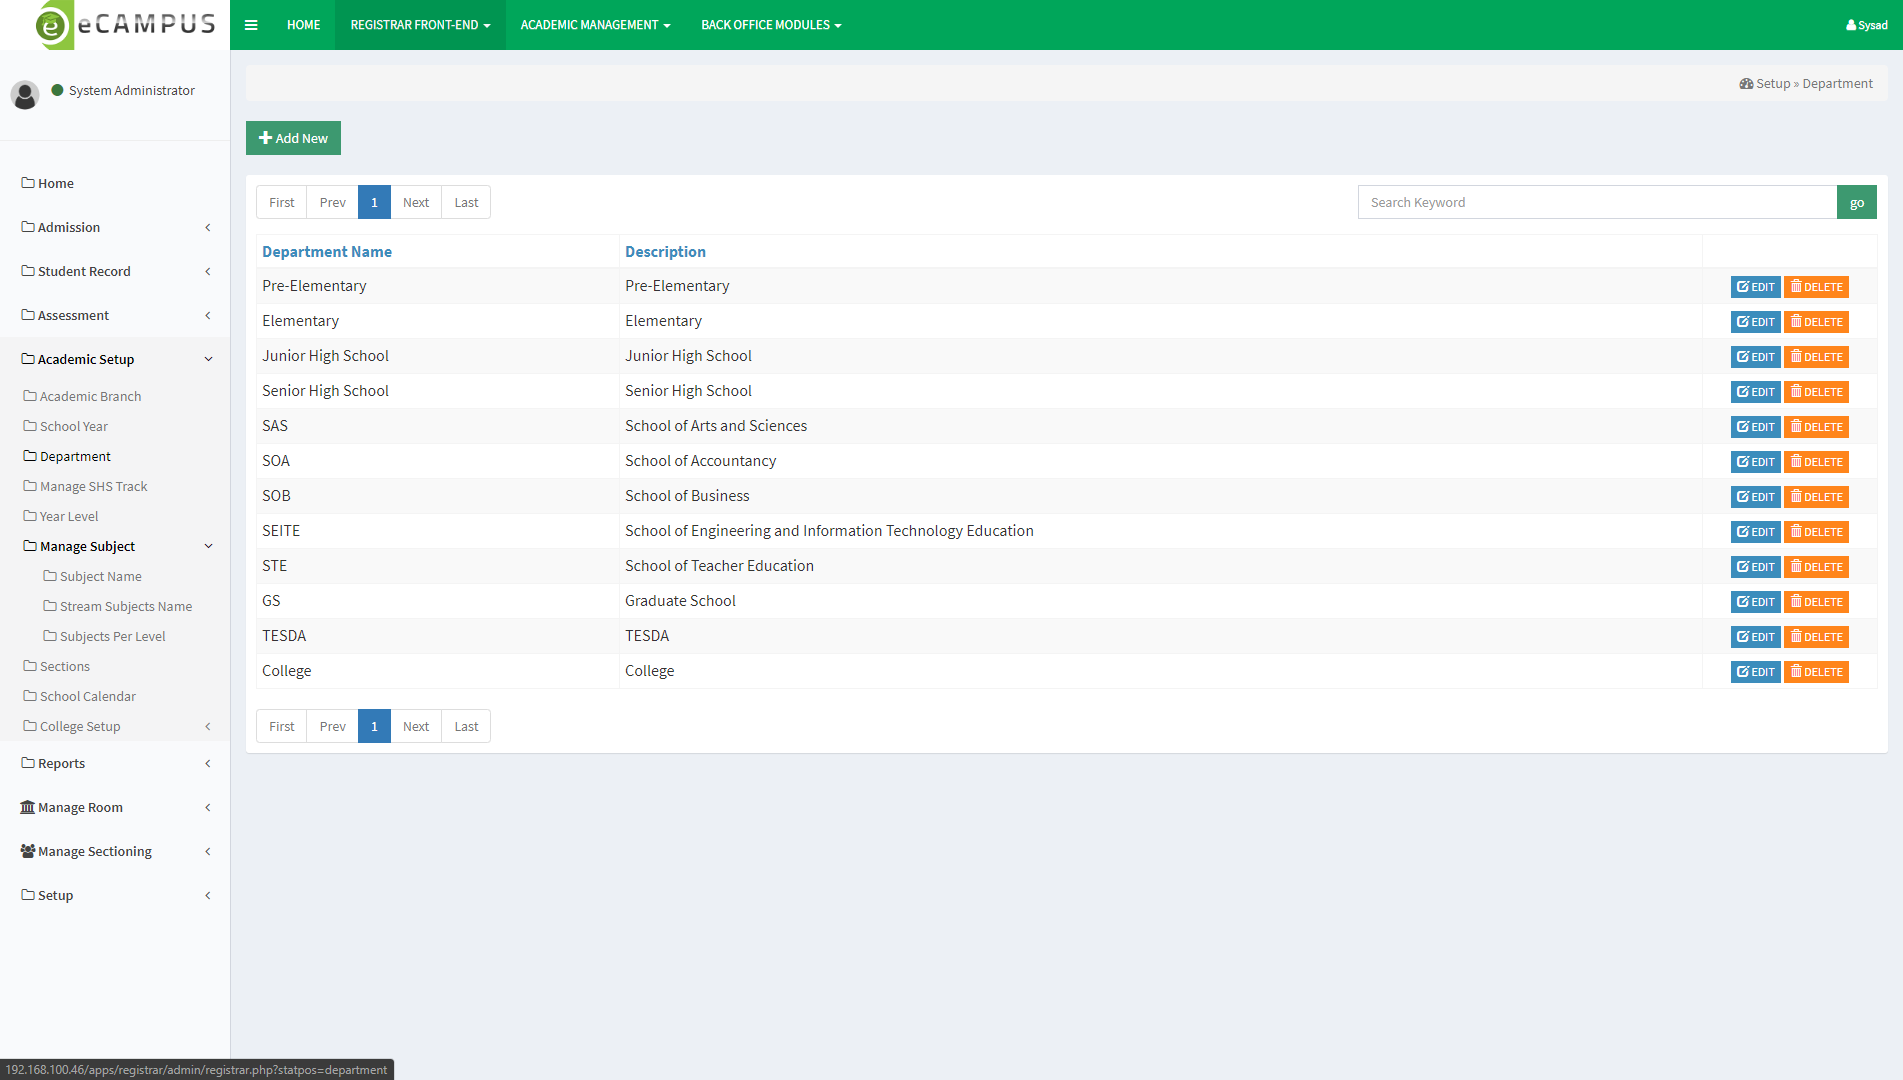 eCAMPUS
HOME
REGISTRAR FRONT-END
ACADEMIC MANAGEMENT
BACK OFFICE MODULES
Sysad
System Administrator
Home
Admission
Student Record
Assessment
Academic Setup
Academic Branch
School Year
Department
Manage SHS Track
Year Level
Manage Subject
Subject Name
Stream Subjects Name
Subjects Per Level
Sections
School Calendar
College Setup
Reports
Manage Room
Manage Sectioning
Setup
Setup » Department
Add New
First Prev 1 Next Last
Search Keyword go
Department Name Description
Pre-Elementary Pre-Elementary EDIT DELETE
Elementary Elementary EDIT DELETE
Junior High School Junior High School EDIT DELETE
Senior High School Senior High School EDIT DELETE
SAS School of Arts and Sciences EDIT DELETE
SOA School of Accountancy EDIT DELETE
SOB School of Business EDIT DELETE
SEITE School of Engineering and Information Technology Education EDIT DELETE
STE School of Teacher Education EDIT DELETE
GS Graduate School EDIT DELETE
TESDA TESDA EDIT DELETE
College College EDIT DELETE
First Prev 1 Next Last
192.168.100.46/apps/registrar/admin/registrar.php?statpos=department